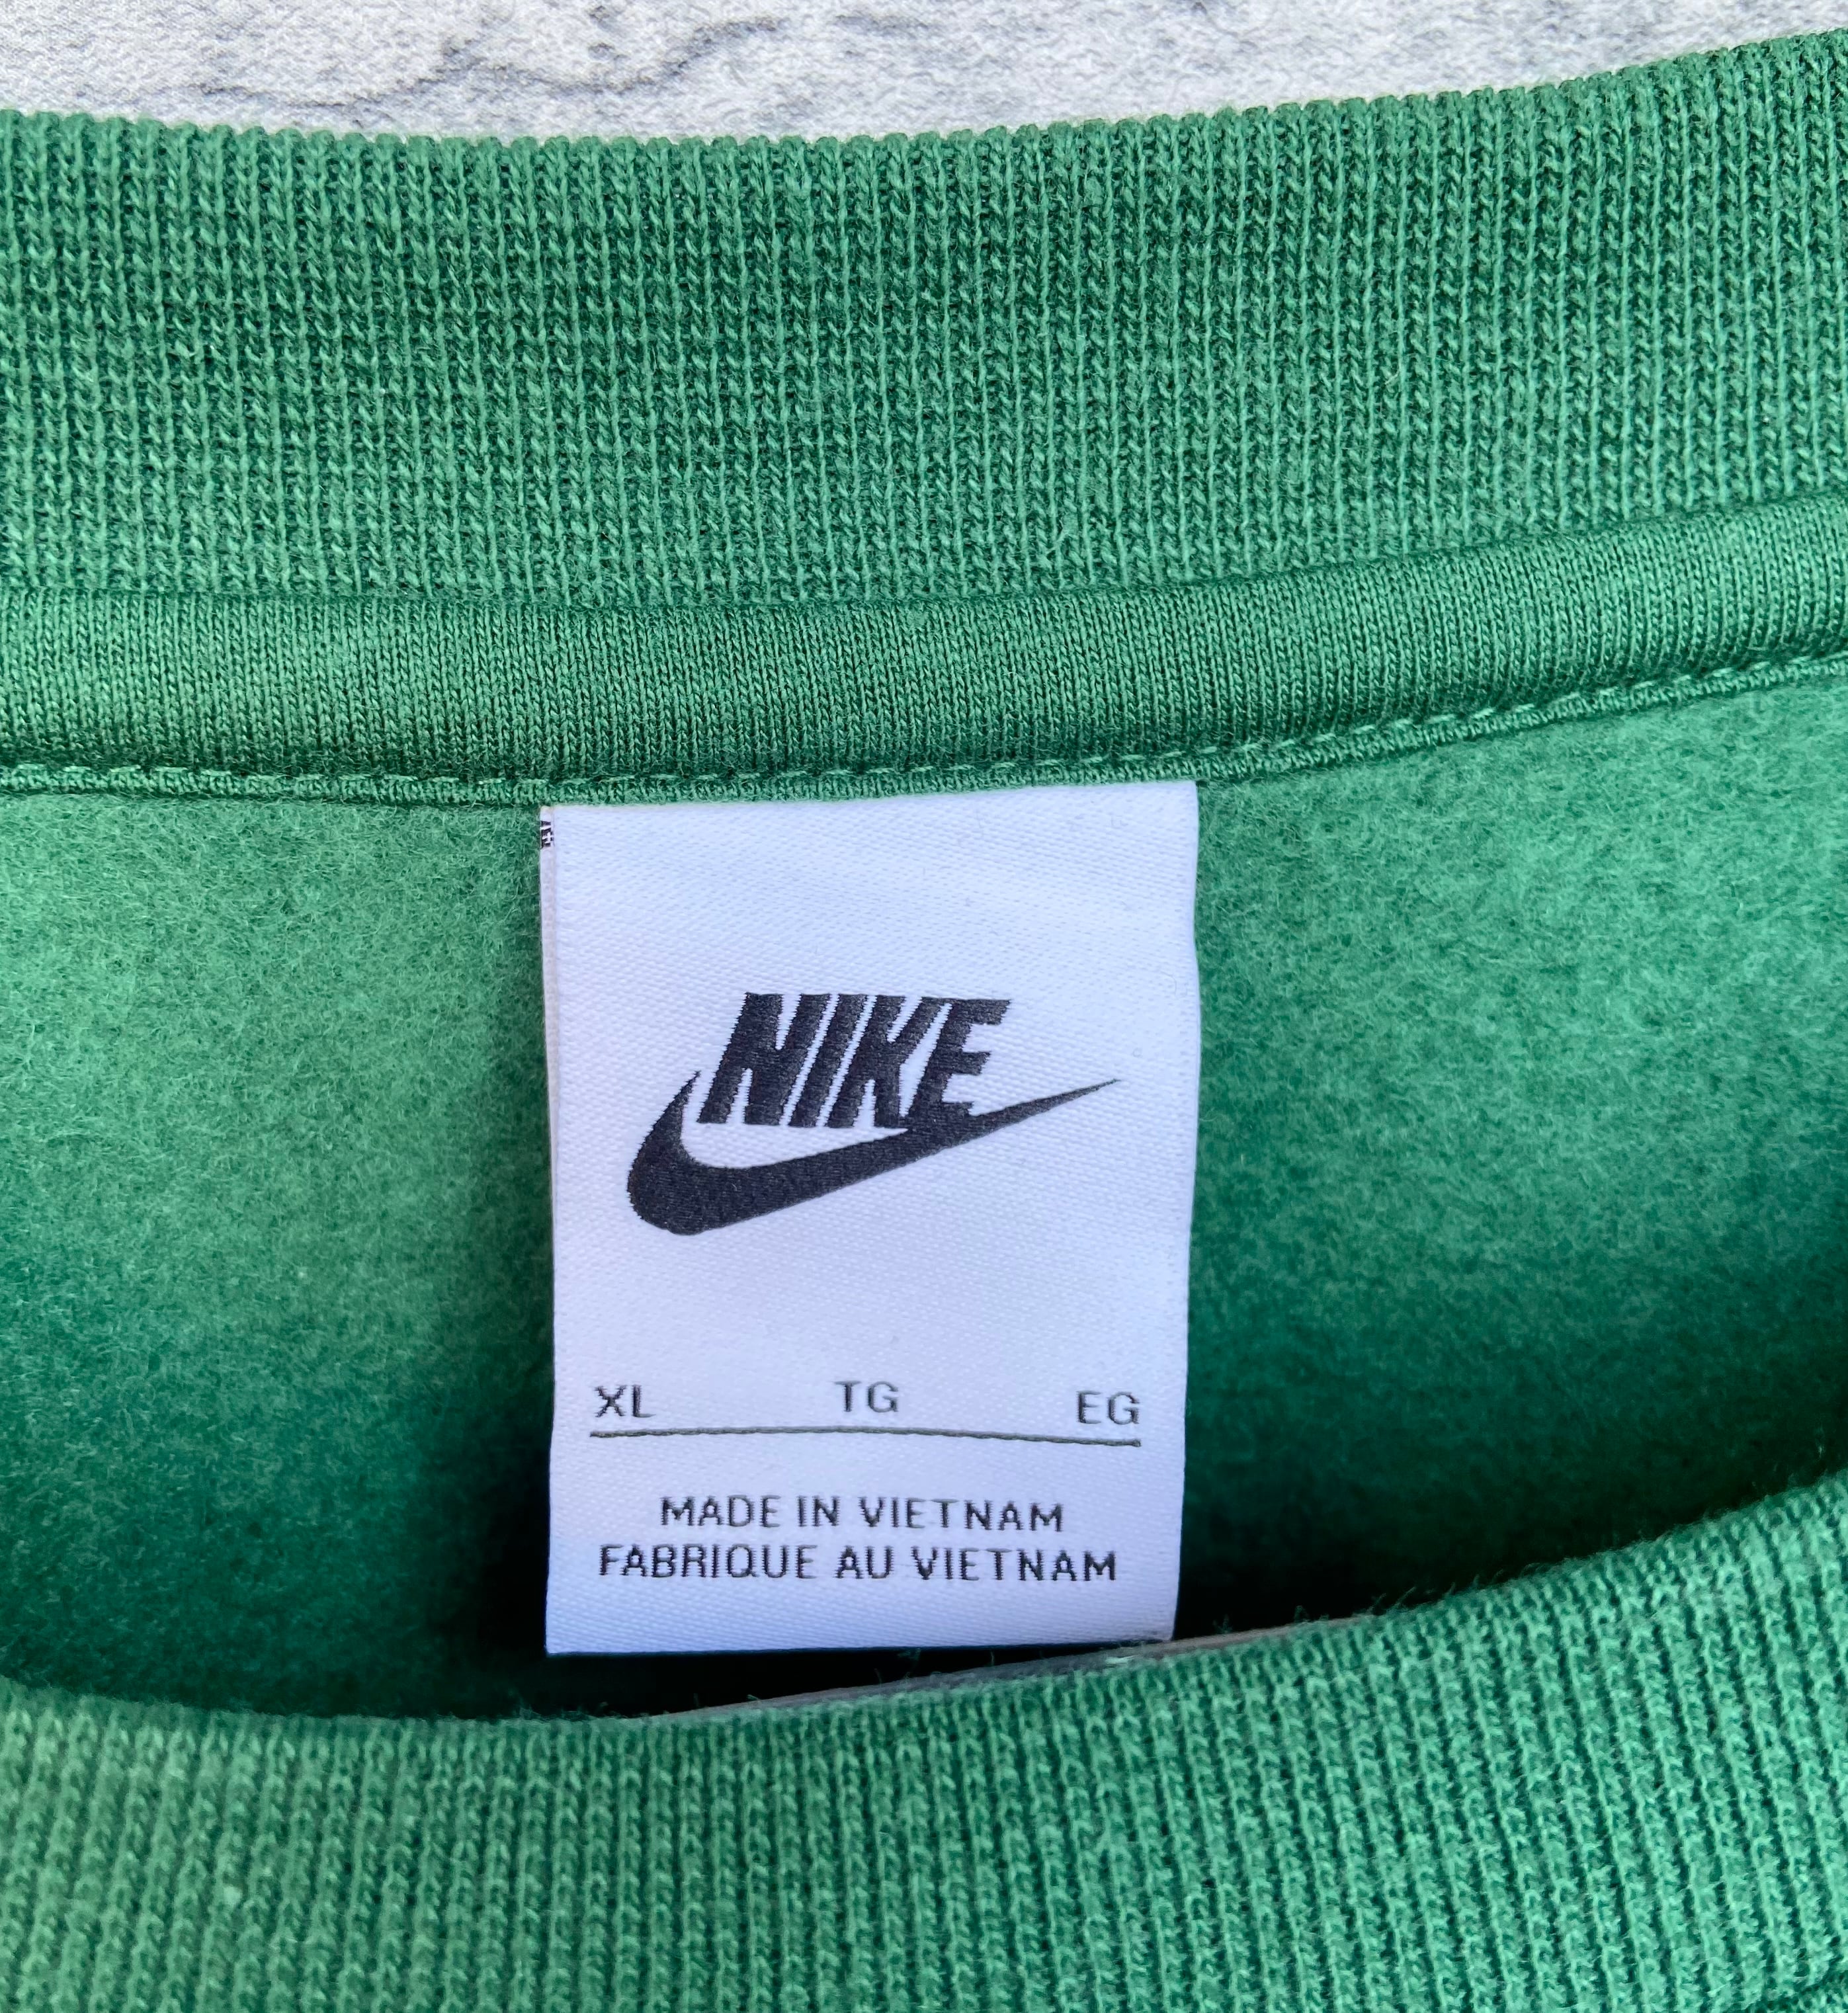 NIKE
XL TG EG
MADE IN VIETNAM
FABRIQUE AU VIETNAM